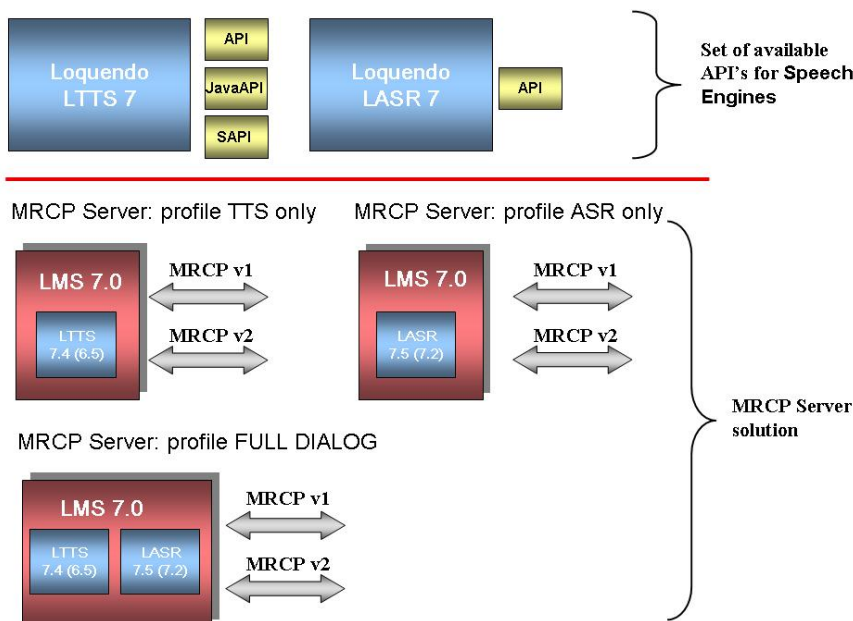 Loquendo
LTTS 7
API
JavaAPI
SAPI
Loquendo
LASR 7
API
Set of available
API's for Speech
Engines
MRCP Server: profile TTS only
LMS 7.0
LTTS
7.4 (6.5)
MRCP v1
MRCP v2
MRCP Server: profile ASR only
LMS 7.0
LASR
7.5 (7.2)
MRCP v1
MRCP v2
MRCP Server
solution
MRCP Server: profile FULL DIALOG
LMS 7.0
LTTS
7.4 (6.5)
LASR
7.5 (7.2)
MRCP v1
MRCP v2